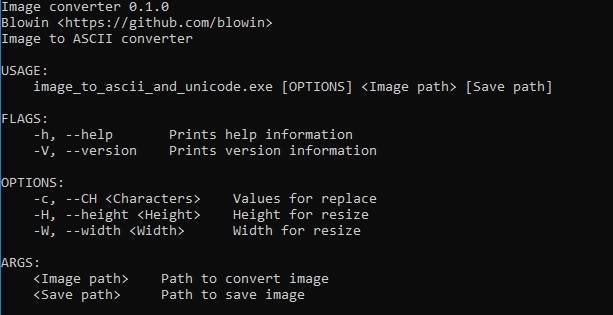 Image converter 0.1.0
Blowin <https://github.com/blowin>
Image to ASCII converter

USAGE:
    image_to_ascii_and_unicode.exe [OPTIONS] <Image path> [Save path]

FLAGS:
    -h, --help       Prints help information
    -V, --version    Prints version information

OPTIONS:
    -c, --CH <Characters>    Values for replace
    -H, --height <Height>    Height for resize
    -W, --width <Width>      Width for resize

ARGS:
    <Image path>    Path to convert image
    <Save path>     Path to save image